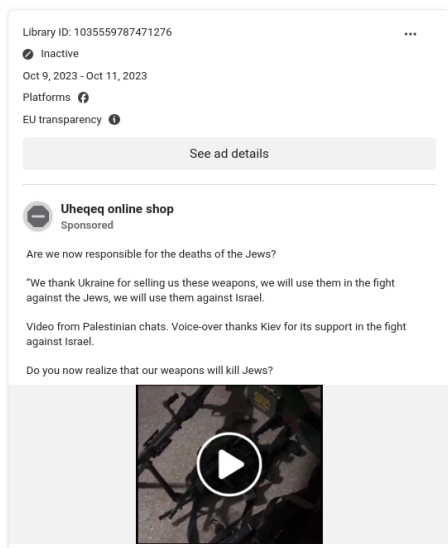 Library ID: 1035559787471276
Inactive
Oct 9, 2023 - Oct 11, 2023
Platforms
EU transparency
See ad details
Uheqeq online shop
Sponsored
Are we now responsible for the deaths of the Jews?
"We thank Ukraine for selling us these weapons, we will use them in the fight
against the Jews, we will use them against Israel.
Video from Palestinian chats. Voice-over thanks Kiev for its support in the fight
against Israel.
Do you now realize that our weapons will kill Jews?